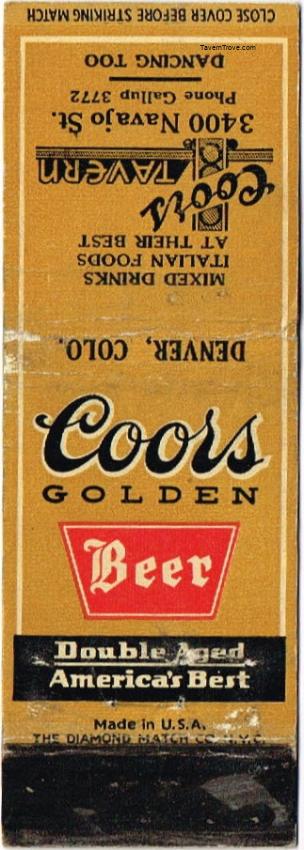 CLOSE COVER BEFORE STRIKING MATCH
TavernTrove.com
MIXED DRINKS
ITALIAN FOODS
AT THEIR BEST
Coors
TAVERN
3400 Navajo St.
Phone Gallup 3772
DANCING TOO
DENVER, COLO.
Coors
GOLDEN
Beer
Double Aged
America's Best
Made in U.S.A.
THE DIAMOND MATCH CO. N.Y.C.